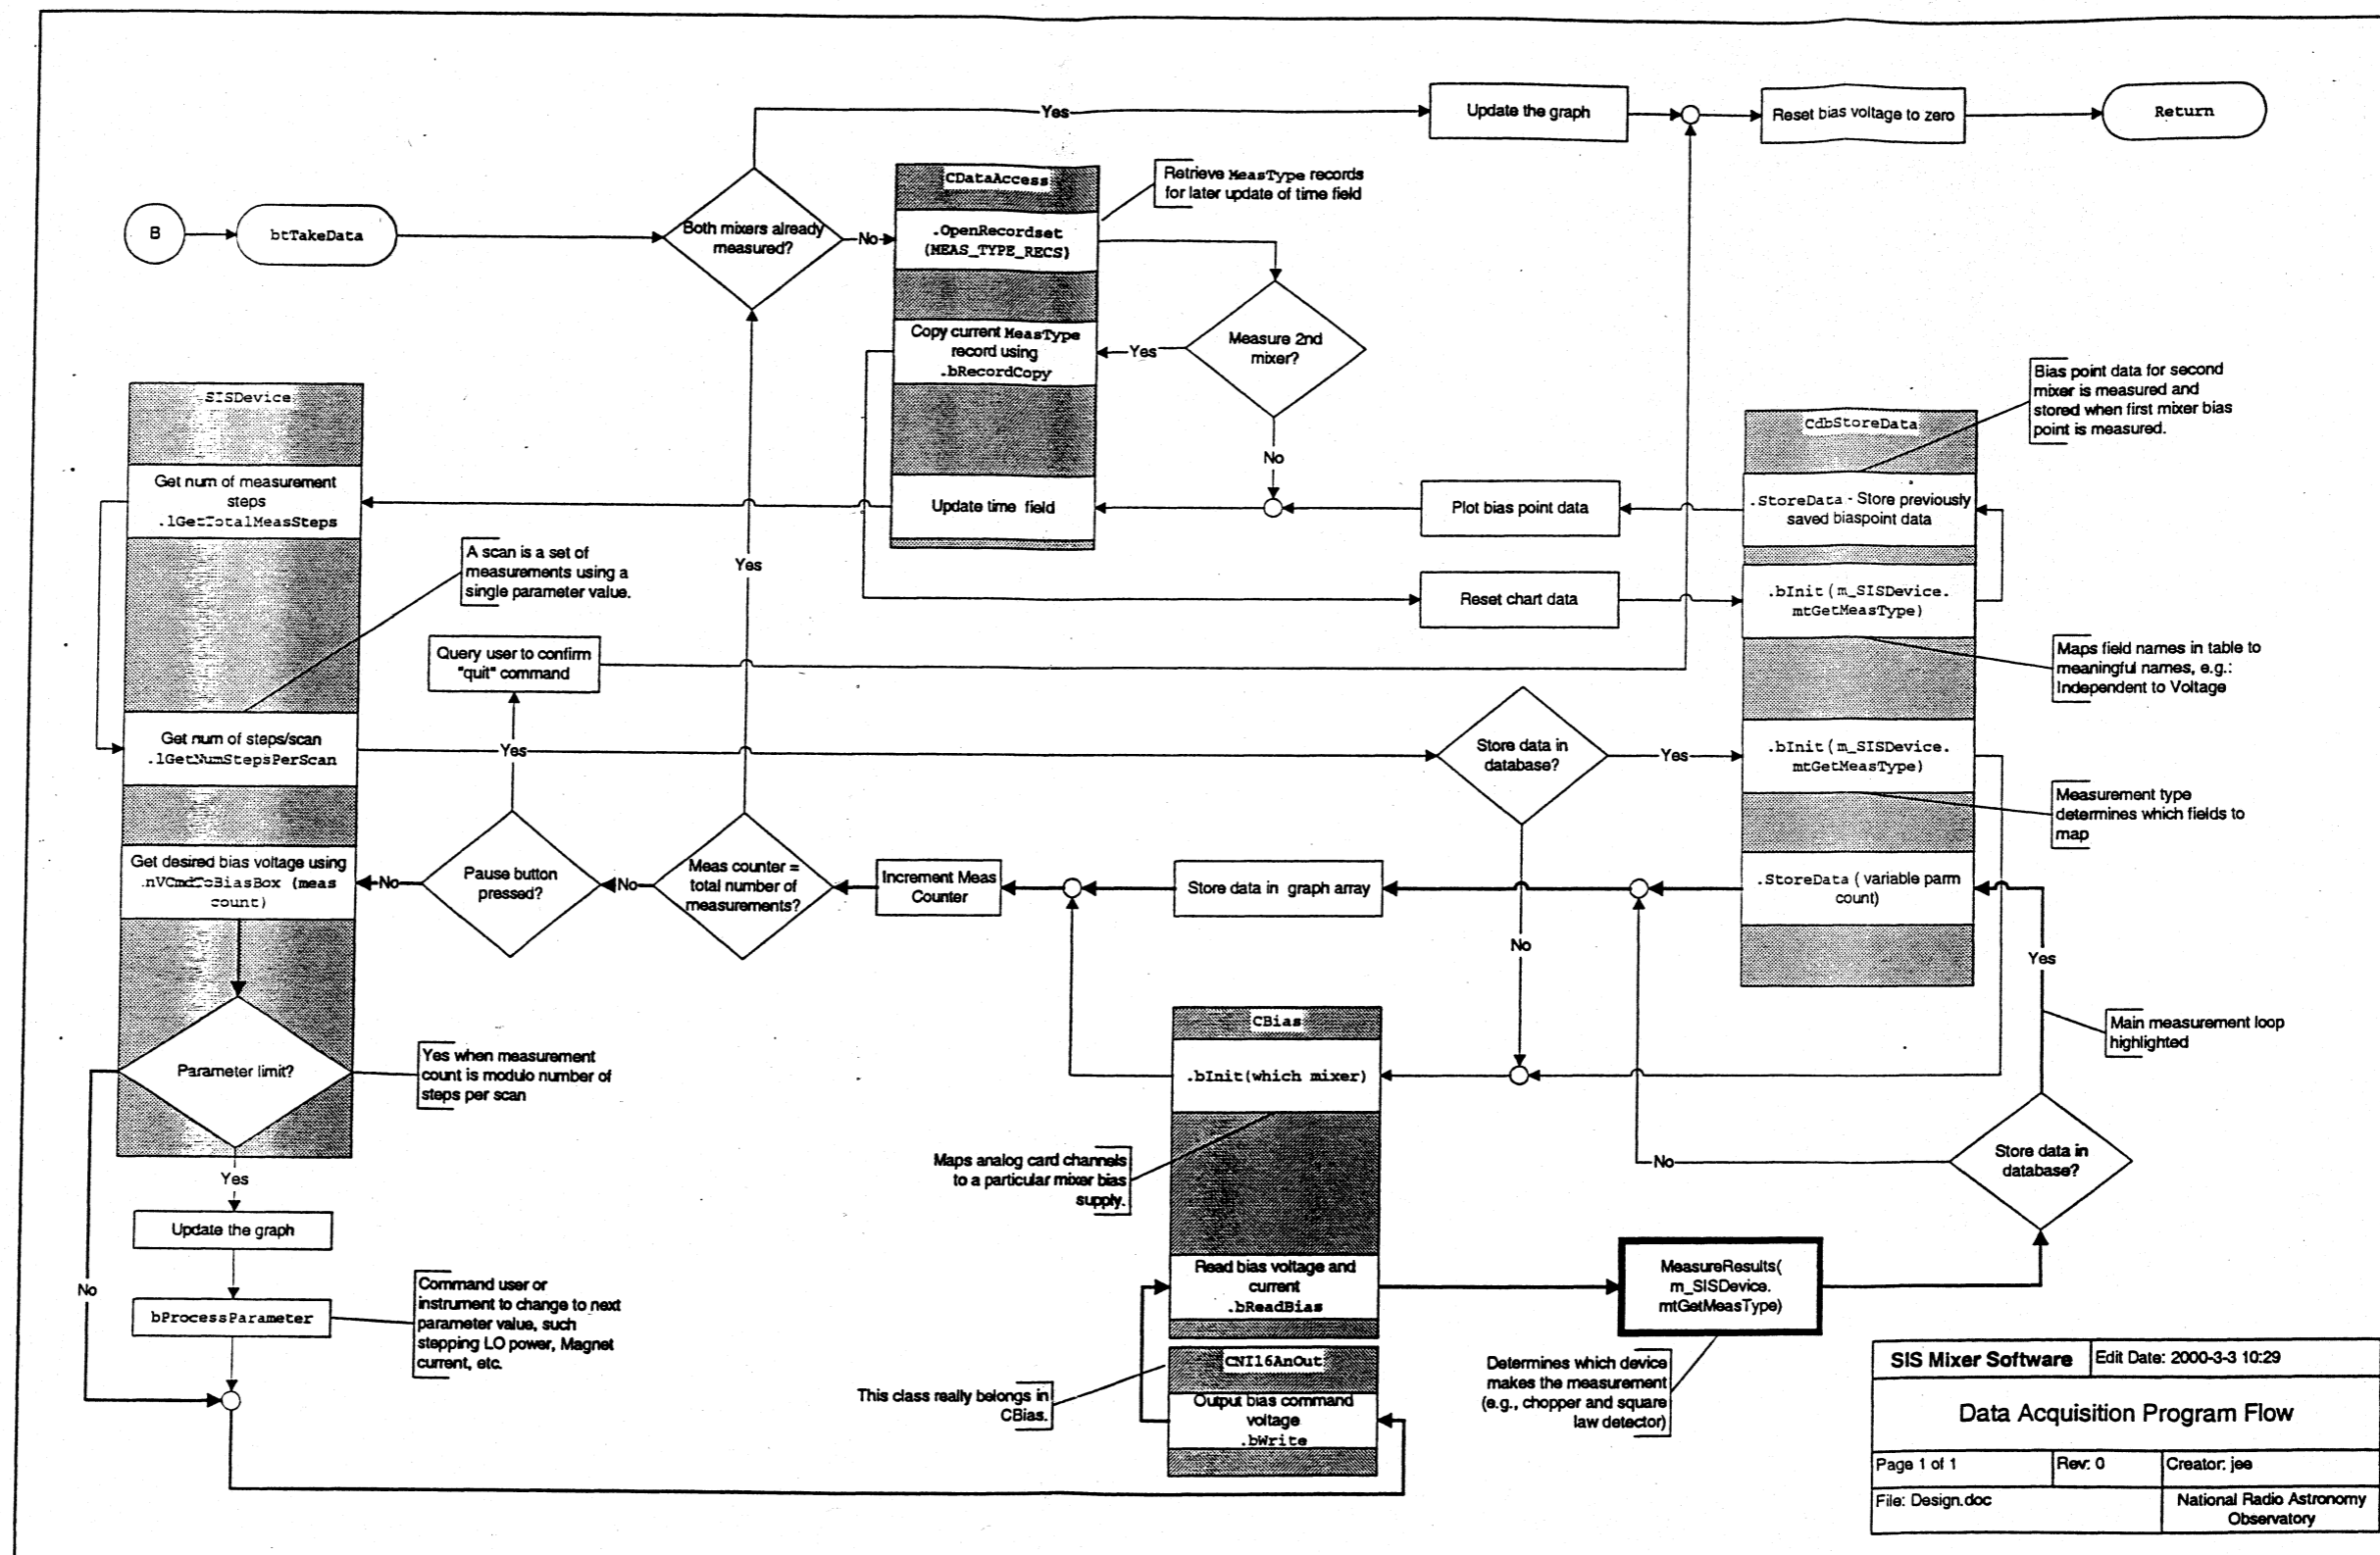 Yes
Update the graph
Reset bias voltage to zero
Return
B
btTakeData
Both mixers already
measured?
No
CDataAccess
.OpenRecordset
(MEAS_TYPE_RECS)
Retrieve MeasType records
for later update of time field
Copy current MeasType
record using
.bRecordCopy
Yes
Measure 2nd
mixer?
No
Update time field
Plot bias point data
Reset chart data
Bias point data for second
mixer is measured and
stored when first mixer bias
point is measured.
CdbStoreData
.StoreData - Store previously
saved biaspoint data
.bInit(m_SISDevice.
mtGetMeasType)
Maps field names in table to
meaningful names, e.g.:
Independent to Voltage
.bInit(m_SISDevice.
mtGetMeasType)
Measurement type
determines which fields to
map
.StoreData ( variable parm
count)
SISDevice
Get num of measurement
steps
.lGetTotalMeasSteps
A scan is a set of
measurements using a
single parameter value.
Yes
Query user to confirm
"quit" command
Get num of steps/scan
.lGetNumStepsPerScan
Yes
Store data in
database?
Yes
No
Get desired bias voltage using
.nVCmdToBiasBox (meas
count)
No
Pause button
pressed?
No
Meas counter =
total number of
measurements?
Increment Meas
Counter
Store data in graph array
Parameter limit?
Yes when measurement
count is modulo number of
steps per scan
Yes
No
Update the graph
bProcessParameter
Command user or
instrument to change to next
parameter value, such
stepping LO power, Magnet
current, etc.
CBias
.bInit(which mixer)
Maps analog card channels
to a particular mixer bias
supply.
Read bias voltage and
current
.bReadBias
CNI16AnOut
Output bias command
voltage
.bWrite
This class really belongs in
CBias.
MeasureResults(
m_SISDevice.
mtGetMeasType)
Determines which device
makes the measurement
(e.g., chopper and square
law detector)
Yes
Main measurement loop
highlighted
Store data in
database?
No
SIS Mixer Software
Edit Date: 2000-3-3 10:29
Data Acquisition Program Flow
Page 1 of 1
Rev: 0
Creator: jee
File: Design.doc
National Radio Astronomy
Observatory